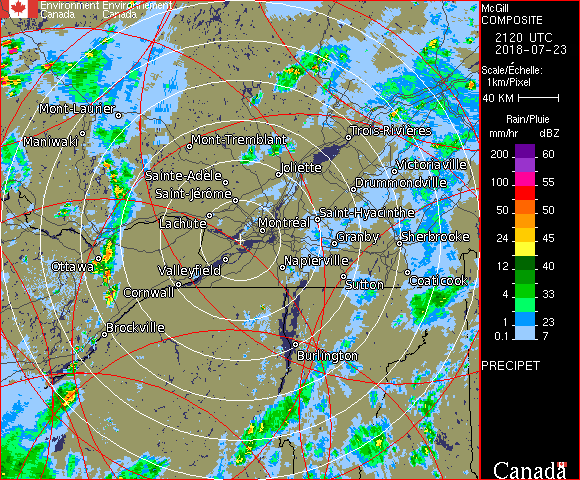 Environment Environnement
Canada Canada
McGill
COMPOSITE
2120 UTC
2018-07-23
Scale/Échelle:
1km/Pixel
40 KM
Rain/Pluie
mm/hr dBZ
200 60
150 57
100 55
50 50
24 45
12 40
4 33
1 23
0.1 7
PRECIPET
Canada
Mont-Laurier
Maniwaki
Mont-Tremblant
Trois-Rivières
Sainte-Adèle
Joliette
Victoriaville
Saint-Jérôme
Drummondville
Lachute
Montréal
Saint-Hyacinthe
Granby
Sherbrooke
Ottawa
Valleyfield
Napierville
Cornwall
Sutton
Coaticook
Brockville
Burlington